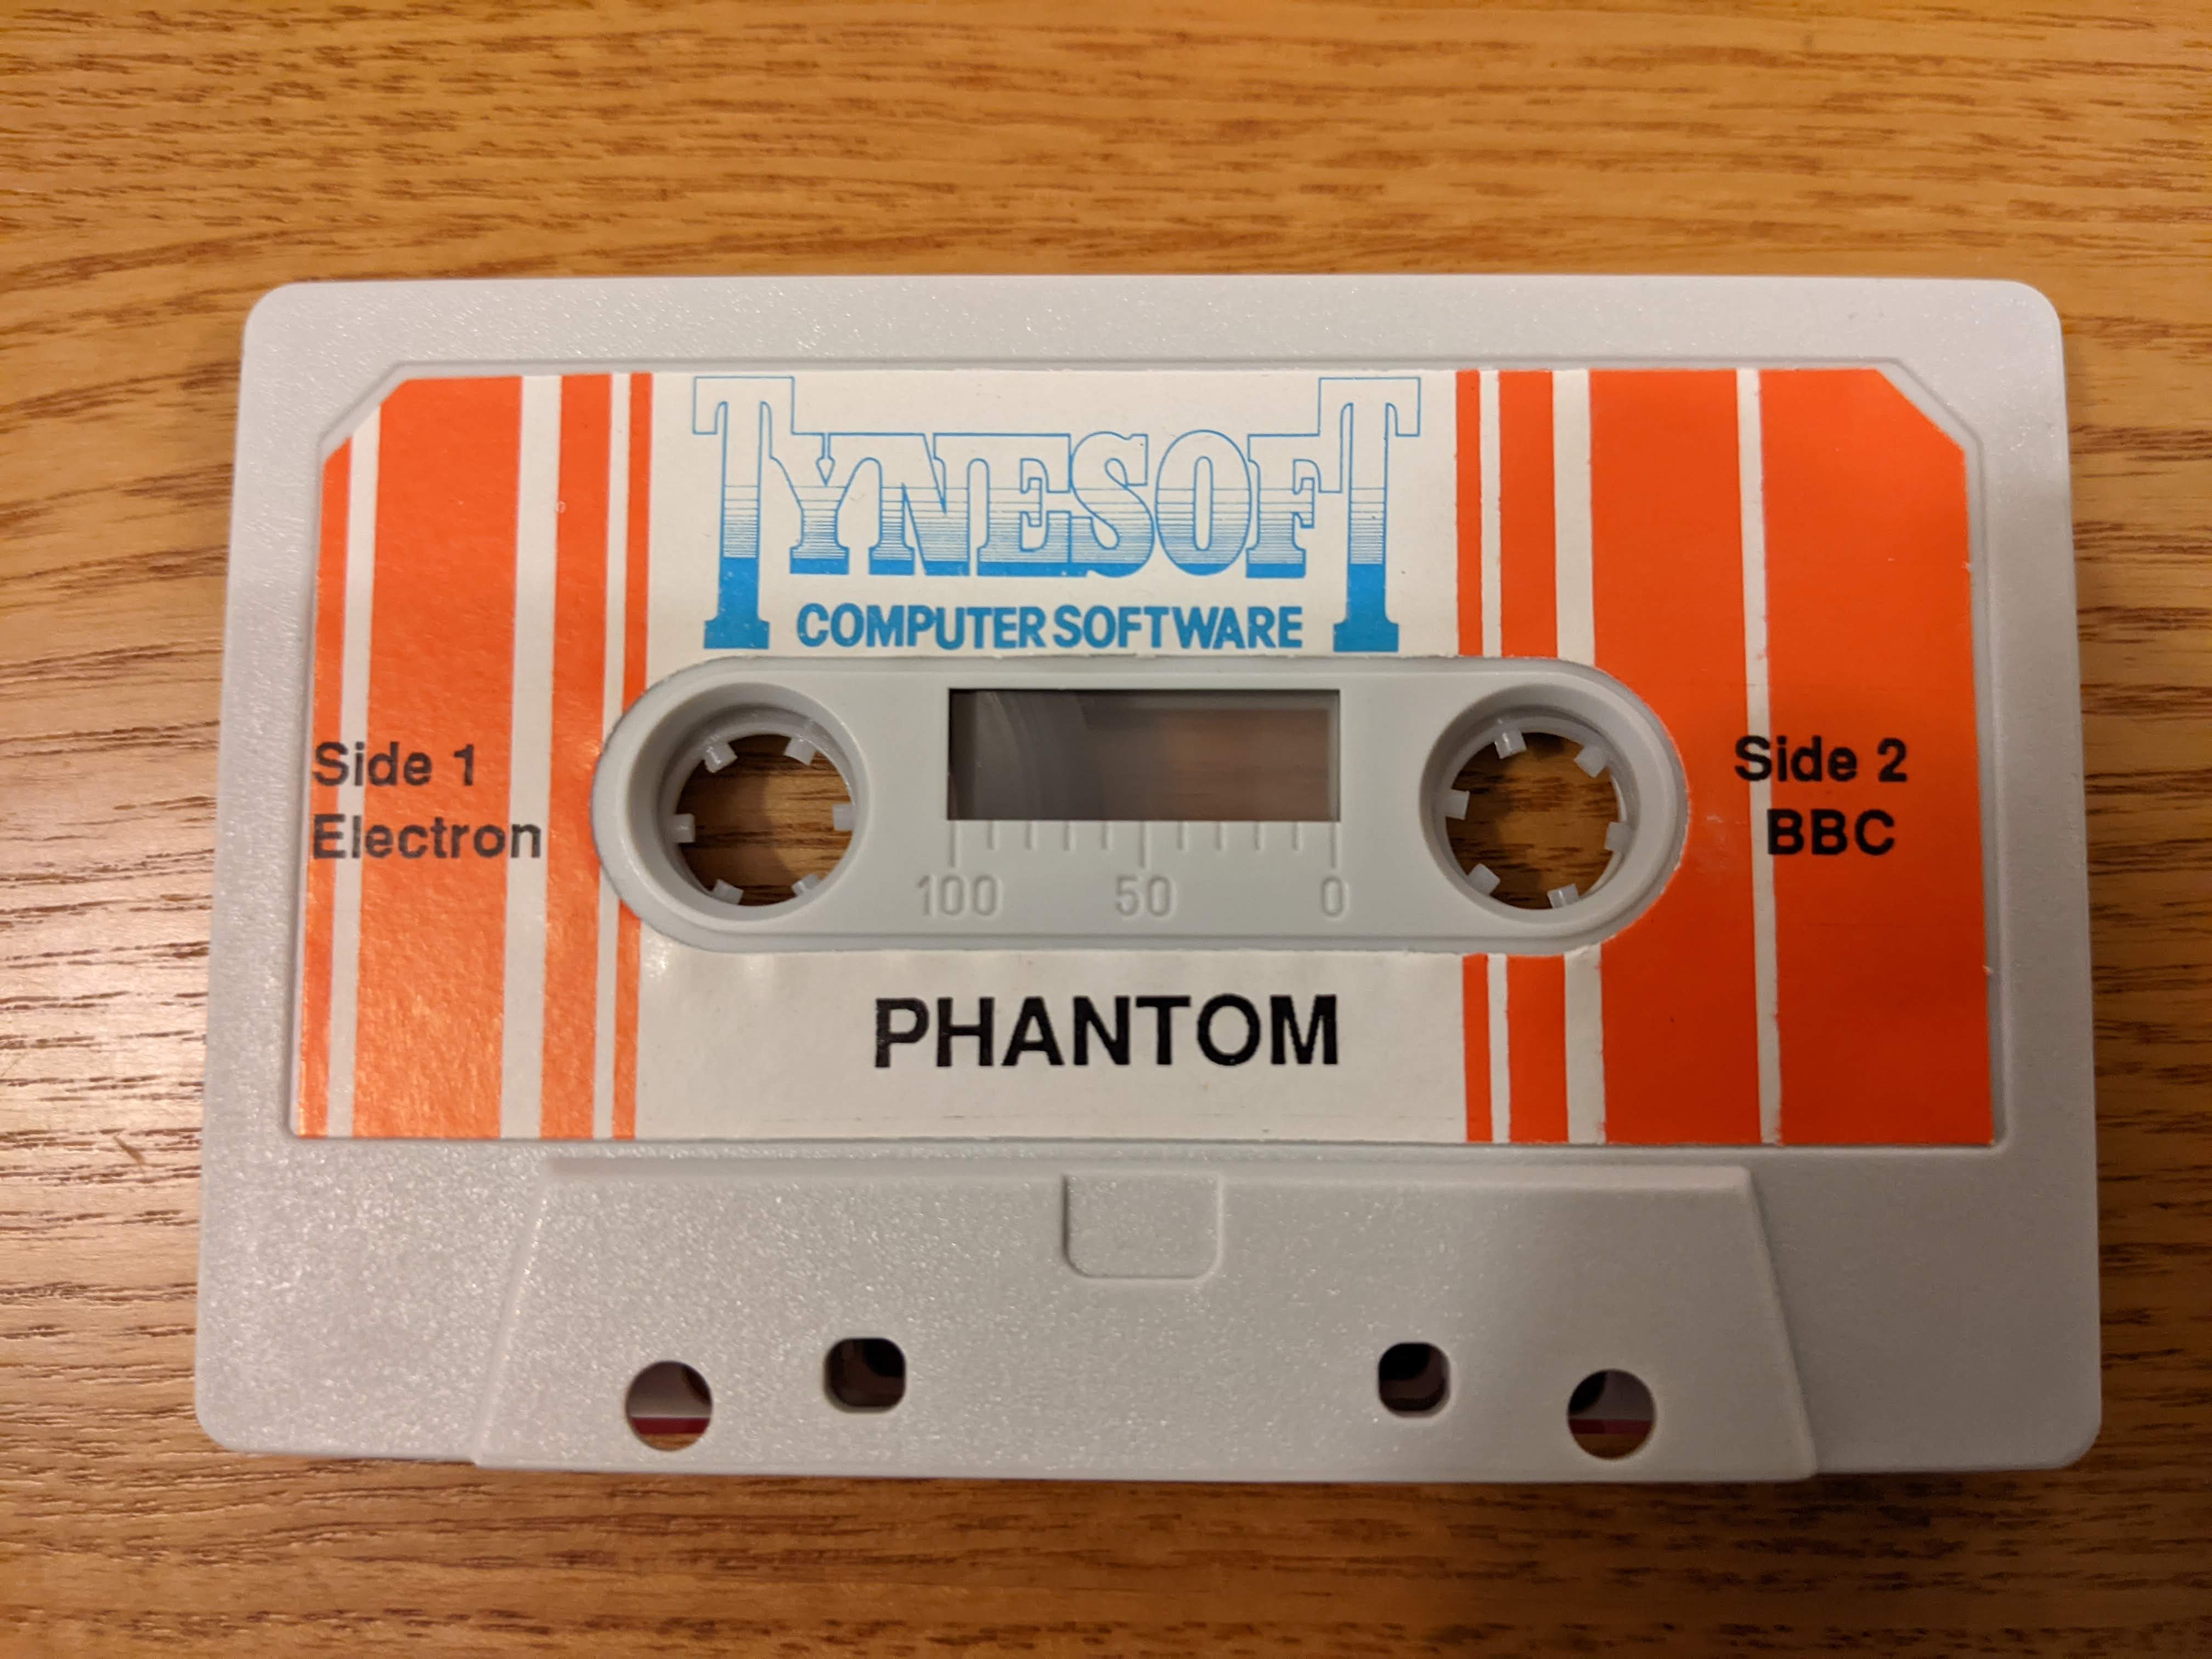 TYNESOFT
COMPUTER SOFTWARE
Side 1
Electron
Side 2
BBC
100 50 0
PHANTOM